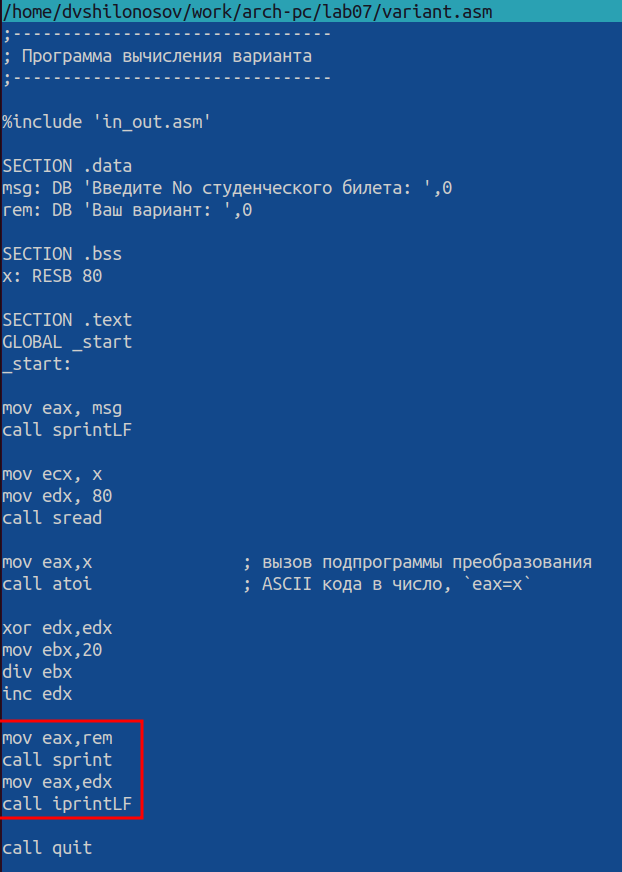 /home/dvshilonosov/work/arch-pc/lab07/variant.asm
;--------------------------------
; Программа вычисления варианта
;--------------------------------
%include 'in_out.asm'
SECTION .data
msg: DB 'Введите No студенческого билета: ',0
rem: DB 'Ваш вариант: ',0
SECTION .bss
x: RESB 80
SECTION .text
GLOBAL _start
_start:
mov eax, msg
call sprintLF
mov ecx, x
mov edx, 80
call sread
mov eax,x ; вызов подпрограммы преобразования
call atoi ; ASCII кода в число, `eax=x`
xor edx,edx
mov ebx,20
div ebx
inc edx
mov eax,rem
call sprint
mov eax,edx
call iprintLF
call quit